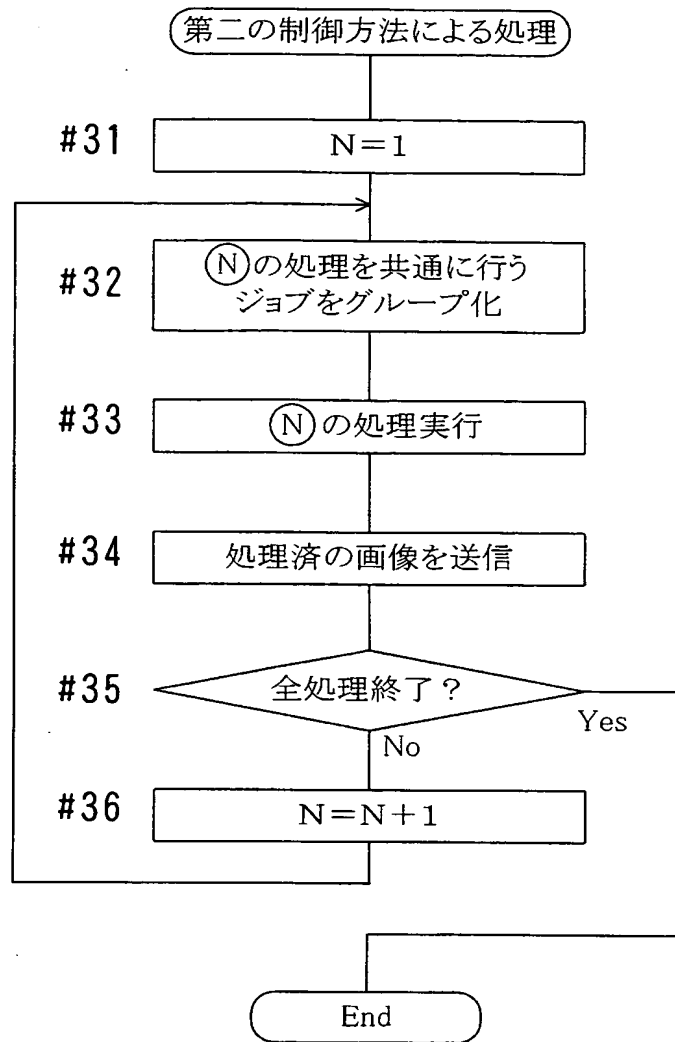 第二の制御方法による処理
#31
N=1
#32
Ⓝの処理を共通に行う
ジョブをグループ化
#33
Ⓝの処理実行
#34
処理済の画像を送信
#35
全処理終了?
Yes
No
#36
N=N+1
End